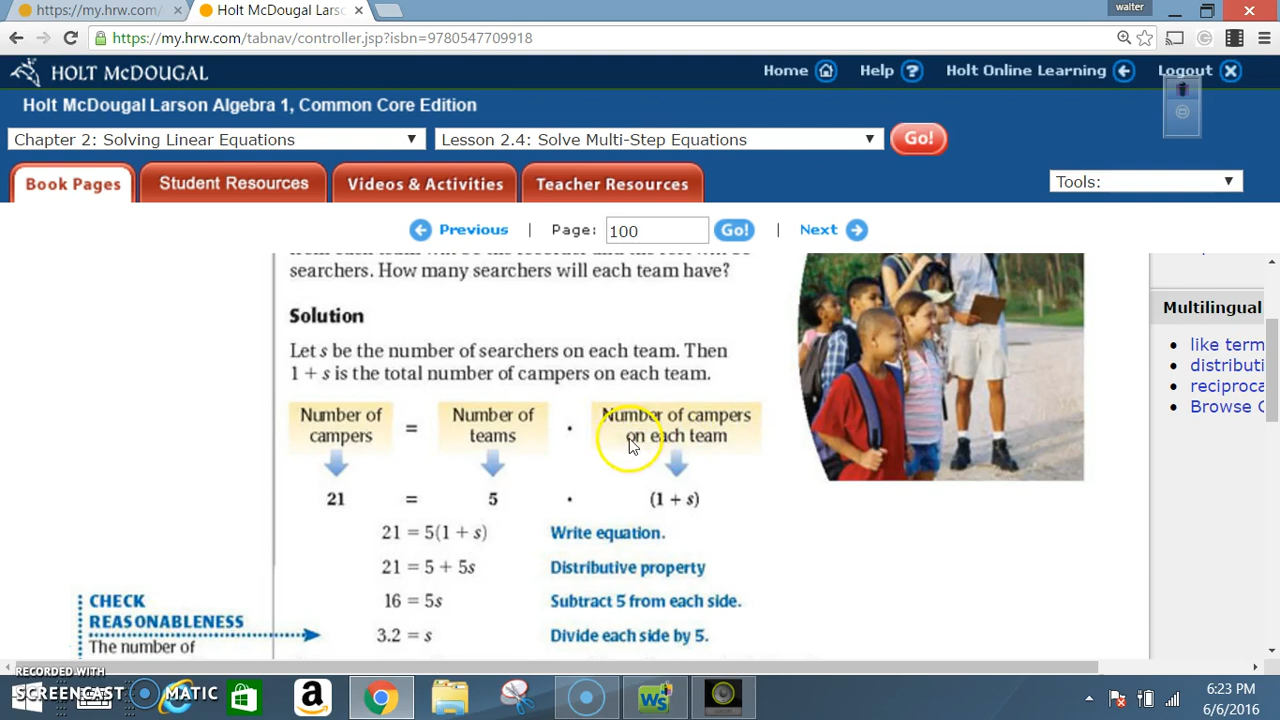 https://my.hrw.com/tabnav
Holt McDougal Lars
walter
https://my.hrw.com/tabnav/controller.jsp?isbn=9780547709918
HOLT MCDOUGAL
Home
Help
Holt Online Learning
Logout
Holt McDougal Larson Algebra 1, Common Core Edition
Chapter 2: Solving Linear Equations
Lesson 2.4: Solve Multi-Step Equations
Go!
Book Pages
Student Resources
Videos & Activities
Teacher Resources
Tools:
Previous | Page: 100 Go! | Next
searchers. How many searchers will each team have?
Solution
Let s be the number of searchers on each team. Then
1 + s is the total number of campers on each team.
Number of campers = Number of teams · Number of campers on each team
21 = 5 · (1 + s)
21 = 5(1 + s) Write equation.
21 = 5 + 5s Distributive property
16 = 5s Subtract 5 from each side.
3.2 = s Divide each side by 5.
CHECK
REASONABLENESS
The number of
Multilingual
like term
distributi
reciproca
Browse
RECORDED WITH
SCREENCAST MATIC
6:23 PM
6/6/2016